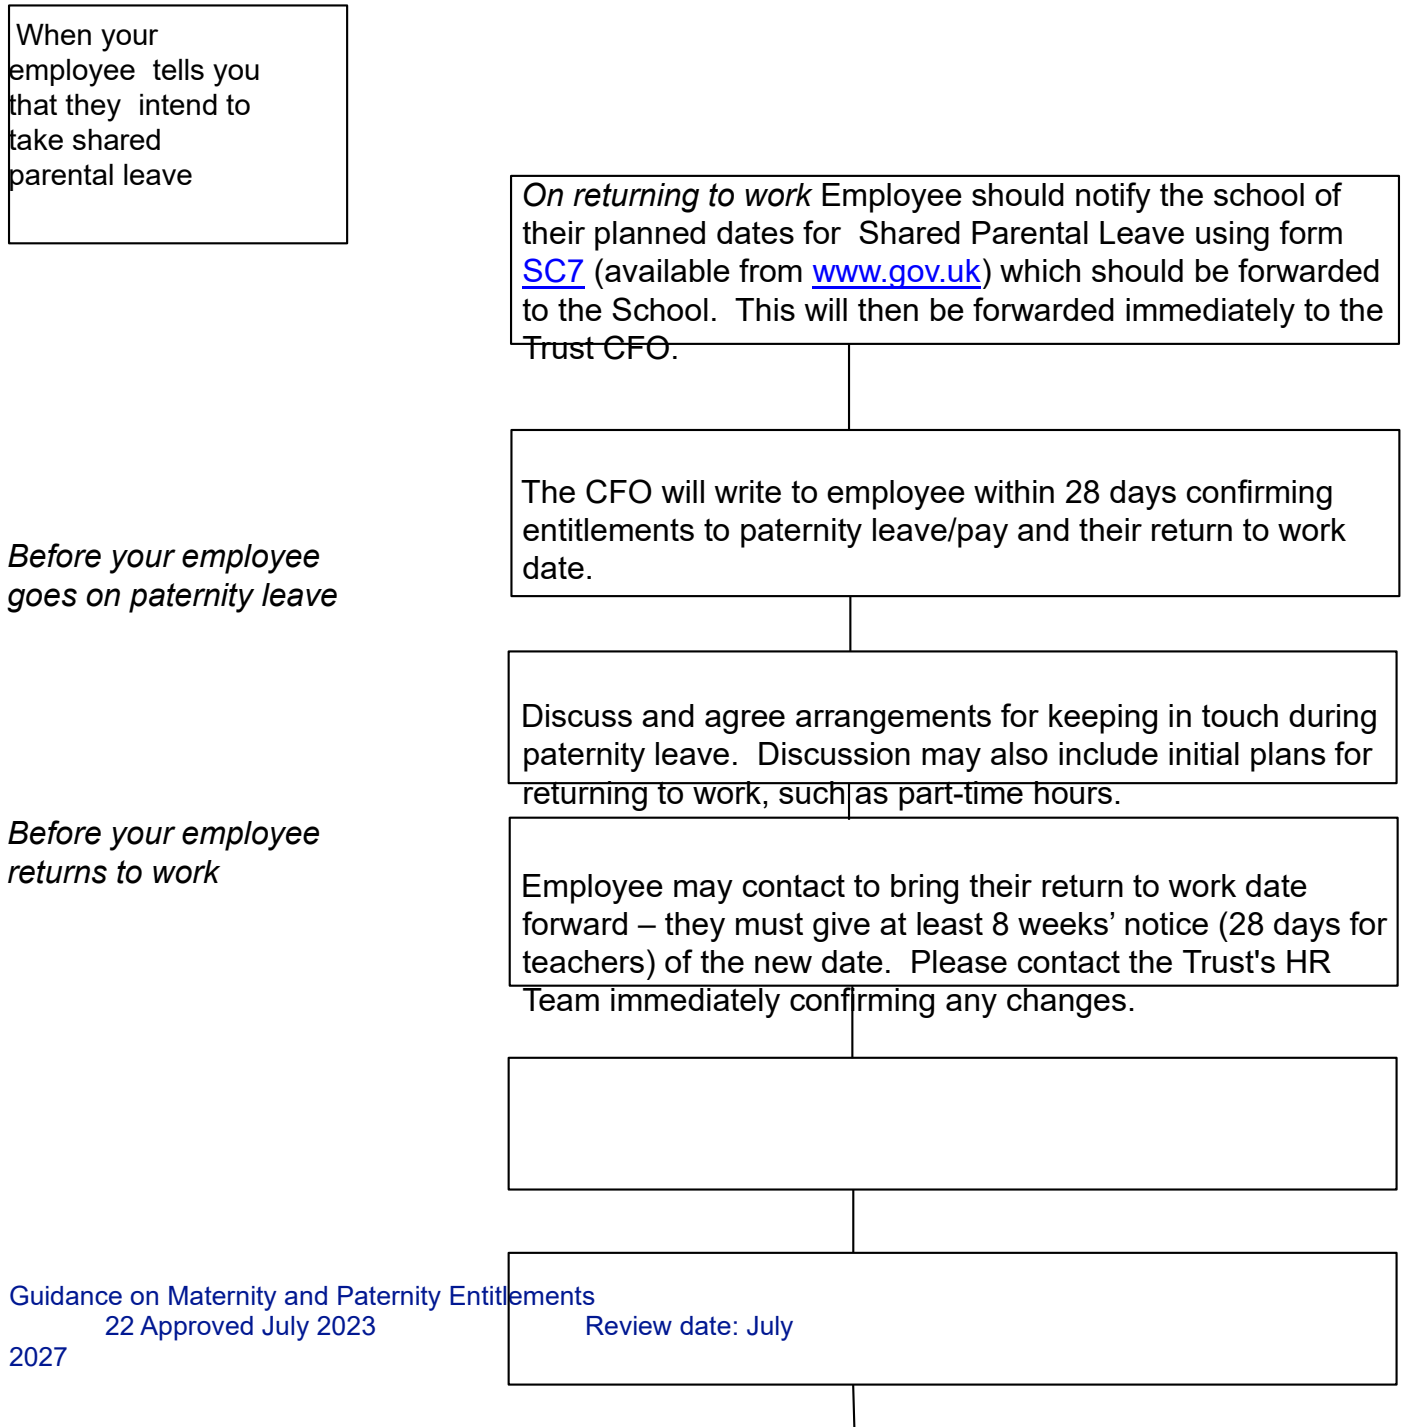 When your
employee tells you
that they intend to
take shared
parental leave
On returning to work Employee should notify the school of
their planned dates for Shared Parental Leave using form
SC7 (available from www.gov.uk) which should be forwarded
to the School. This will then be forwarded immediately to the
Trust CFO.
The CFO will write to employee within 28 days confirming
entitlements to paternity leave/pay and their return to work
date.
Before your employee
goes on paternity leave
Discuss and agree arrangements for keeping in touch during
paternity leave. Discussion may also include initial plans for
returning to work, such as part-time hours.
Before your employee
returns to work
Employee may contact to bring their return to work date
forward – they must give at least 8 weeks’ notice (28 days for
teachers) of the new date. Please contact the Trust's HR
Team immediately confirming any changes.
Guidance on Maternity and Paternity Entitlements
22 Approved July 2023 Review date: July
2027